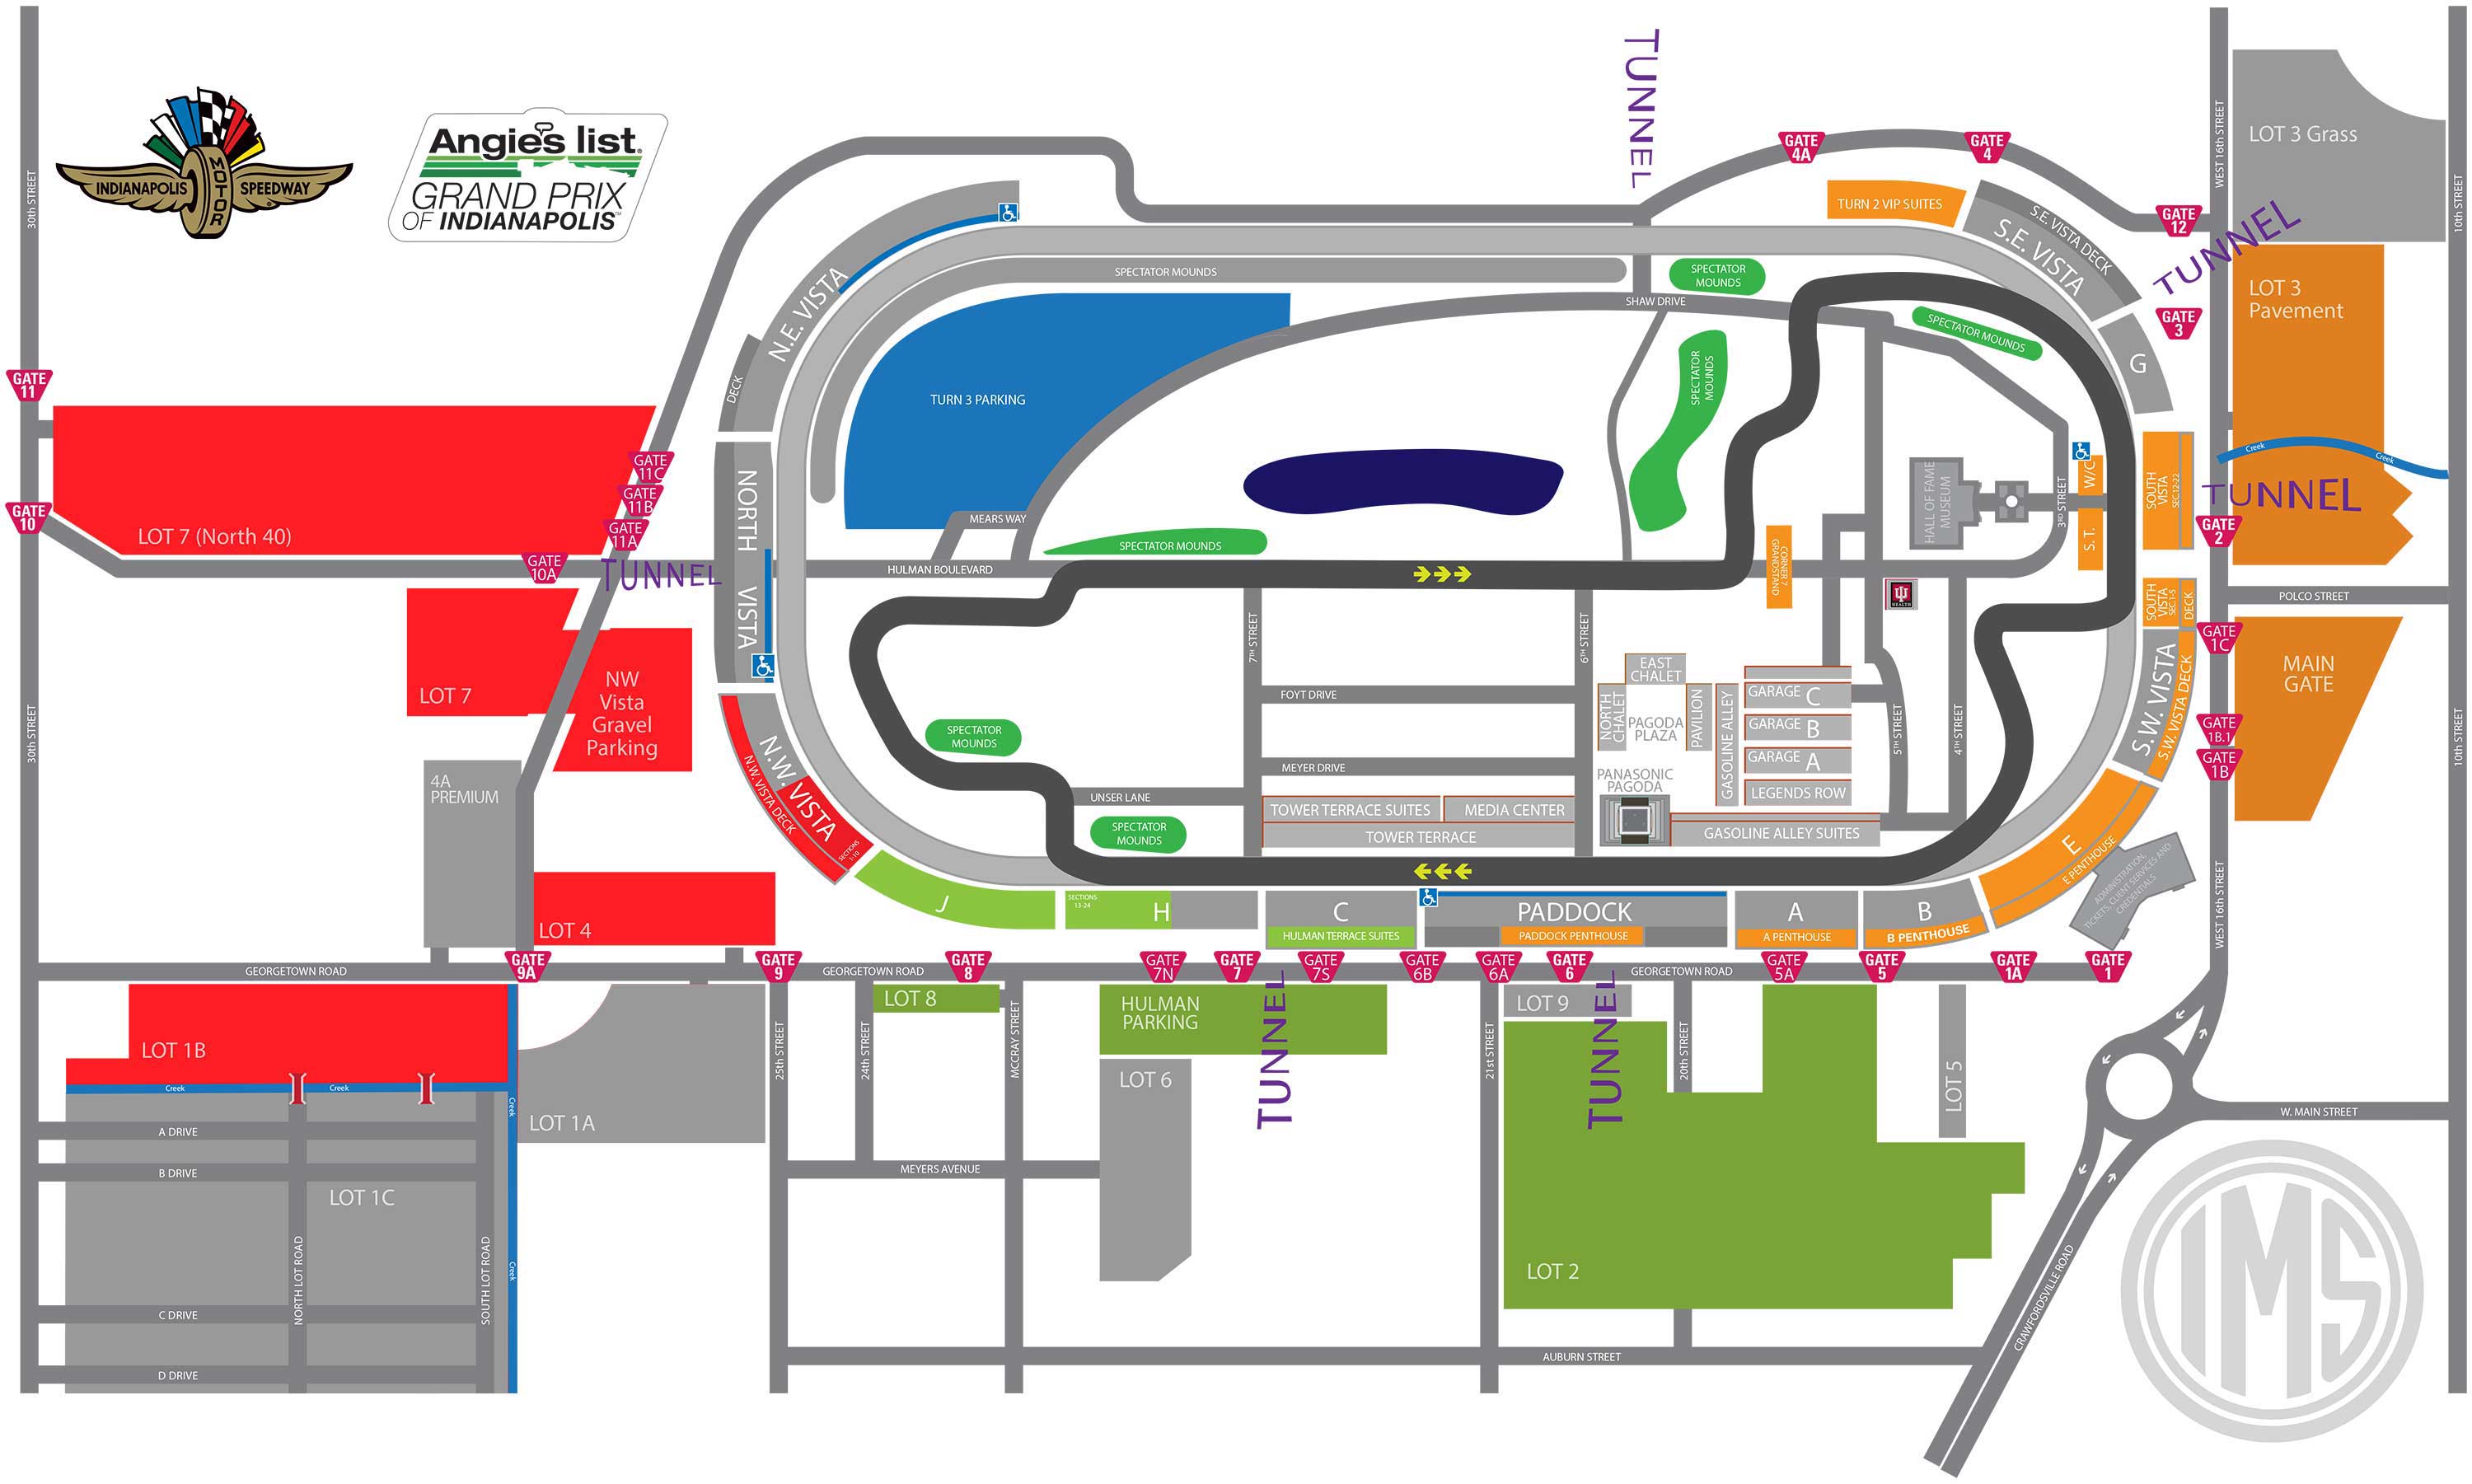 INDIANAPOLIS
MOTOR
SPEEDWAY
Angie's list
GRAND PRIX
OF INDIANAPOLIS
TM
TUNNEL
GATE
4A
GATE
4
GATE
12
TUNNEL
GATE
3
LOT 3 Grass
LOT 3
Pavement
WEST 16th STREET
10th STREET
30th STREET
TURN 2 VIP SUITES
S.E. VISTA DECK
S.E. VISTA
G
N.E. VISTA
DECK
SPECTATOR MOUNDS
SPECTATOR
MOUNDS
SHAW DRIVE
SPECTATOR MOUNDS
SPECTATOR
MOUNDS
TURN 3 PARKING
GATE
11
GATE
10
LOT 7 (North 40)
GATE
11C
GATE
11B
GATE
11A
GATE
10A
TUNNEL
NORTH VISTA
MEARS WAY
SPECTATOR MOUNDS
HULMAN BOULEVARD
CORNER 7
GRANDSTAND
HALL OF FAME
MUSEUM
3RD STREET
W/C
S. T.
SOUTH
VISTA
SEC.12-22
Creek
Creek
TUNNEL
GATE
2
IU
HEALTH
SOUTH
VISTA
SEC.1-5
DECK
POLCO STREET
GATE
1C
GATE
1B.1
GATE
1B
MAIN
GATE
S.W. VISTA
S.W. VISTA DECK
LOT 7
NW
Vista
Gravel
Parking
4A
PREMIUM
30th STREET
10th STREET
N.W. VISTA
N.W. VISTA DECK
SECTIONS
1-10
SPECTATOR
MOUNDS
SPECTATOR
MOUNDS
7TH STREET
6TH STREET
FOYT DRIVE
MEYER DRIVE
UNSER LANE
TOWER TERRACE SUITES
MEDIA CENTER
TOWER TERRACE
EAST
CHALET
NORTH
CHALET
PAGODA
PLAZA
PAVILION
GASOLINE ALLEY
GARAGE C
GARAGE B
GARAGE A
LEGENDS ROW
PANASONIC
PAGODA
GASOLINE ALLEY SUITES
5TH STREET
4TH STREET
E
E PENTHOUSE
ADMINISTRATION,
TICKETS, CLIENT SERVICES AND
CREDENTIALS
WEST 16th STREET
LOT 4
J
SECTIONS
13-24
H
C
HULMAN TERRACE SUITES
PADDOCK
PADDOCK PENTHOUSE
A
A PENTHOUSE
B
B PENTHOUSE
GEORGETOWN ROAD
GATE
9A
GATE
9
GEORGETOWN ROAD
GATE
8
GATE
7N
GATE
7
GATE
7S
GATE
6B
GATE
6A
GATE
6
GEORGETOWN ROAD
GATE
5A
GATE
5
GATE
1A
GATE
1
LOT 1B
Creek
Creek
Creek
Creek
LOT 1A
LOT 1C
A DRIVE
B DRIVE
C DRIVE
D DRIVE
NORTH LOT ROAD
SOUTH LOT ROAD
25th STREET
24th STREET
LOT 8
MCCRAY STREET
MEYERS AVENUE
HULMAN
PARKING
LOT 6
TUNNEL
21st STREET
LOT 9
TUNNEL
20th STREET
LOT 2
LOT 5
AUBURN STREET
W. MAIN STREET
CRAWFORDSVILLE ROAD
IMS